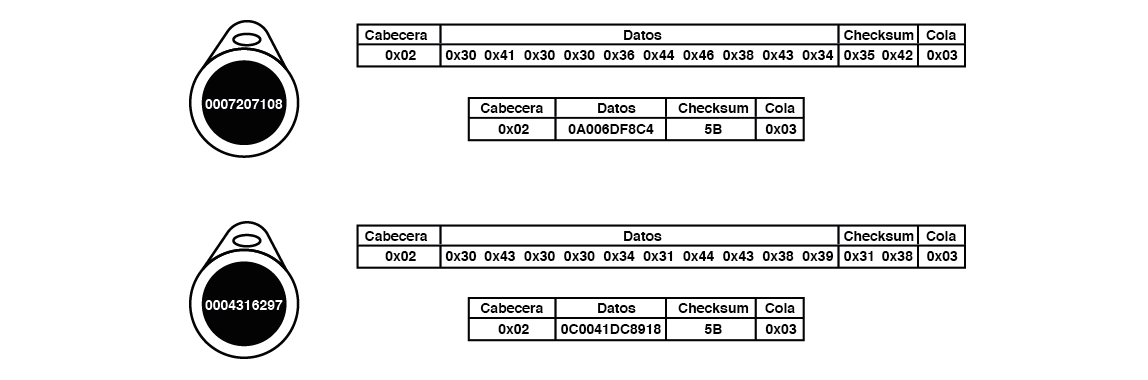 0007207108
Cabecera Datos Checksum Cola
0x02 0x30 0x41 0x30 0x30 0x36 0x44 0x46 0x38 0x43 0x34 0x35 0x42 0x03
Cabecera Datos Checksum Cola
0x02 0A006DF8C4 5B 0x03
0004316297
Cabecera Datos Checksum Cola
0x02 0x30 0x43 0x30 0x30 0x34 0x31 0x44 0x43 0x38 0x39 0x31 0x38 0x03
Cabecera Datos Checksum Cola
0x02 0C0041DC8918 5B 0x03